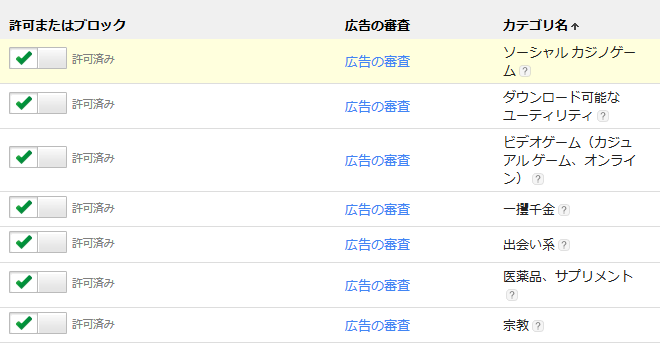 許可またはブロック 広告の審査 カテゴリ名↑
許可済み 広告の審査 ソーシャル カジノゲー
ム ?
許可済み 広告の審査 ダウンロード可能な
ユーティリティ ?
許可済み 広告の審査 ビデオゲーム（カジュ
アル ゲーム、オンライ
ン） ?
許可済み 広告の審査 一攫千金 ?
許可済み 広告の審査 出会い系 ?
許可済み 広告の審査 医薬品、サプリメント
?
許可済み 広告の審査 宗教 ?